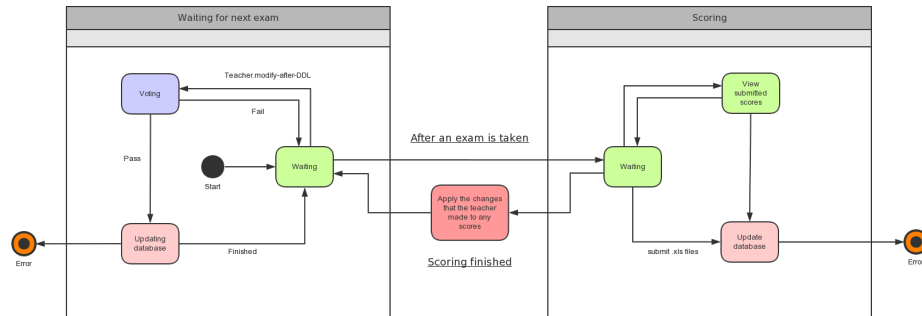 Waiting for next exam
Scoring
Teacher.modify-after-DDL
Voting
Fail
View
submitted
scores
After an exam is taken
Pass
Waiting
Waiting
Start
Apply the changes
that the teacher
made to any
scores
Updating
database
Update
database
Finished
submit .xls files
Error
Scoring finished
Error